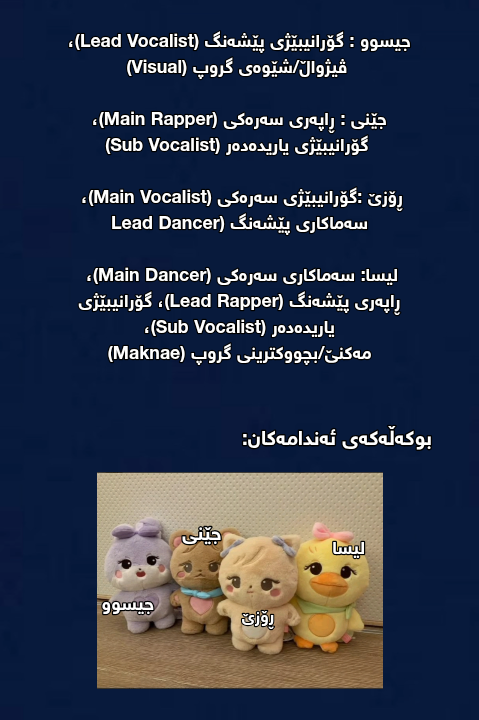 جیسوو : گۆرانیبێژی پێشەنگ (Lead Vocalist)،
ڤیژواڵ/شێوەی گروپ (Visual)
جێنی : ڕاپەری سەرەکی (Main Rapper)،
گۆرانیبێژی یاریدەدەر (Sub Vocalist)
ڕۆزێ :گۆرانیبێژی سەرەکی (Main Vocalist)،
سەماکاری پێشەنگ (Lead Dancer
لیسا: سەماکاری سەرەکی (Main Dancer)،
ڕاپەری پێشەنگ (Lead Rapper)، گۆرانیبێژی
یاریدەدەر (Sub Vocalist)،
مەکنێ/بچووکترینی گروپ (Maknae)
بوکەڵەکەی ئەندامەکان:
جێنی
لیسا
جیسوو
ڕۆزێ